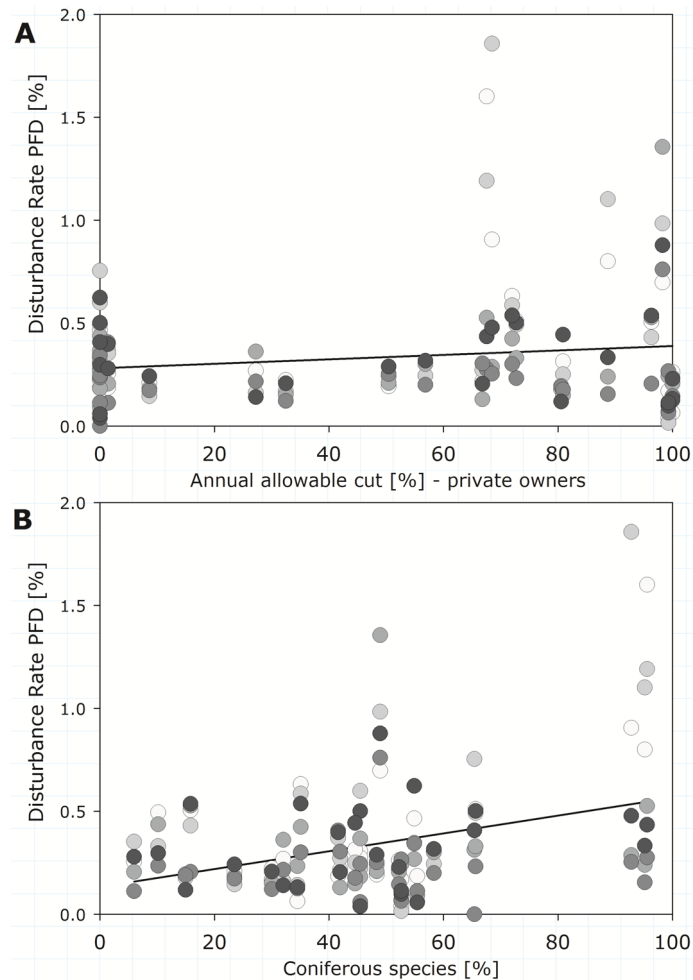 A
2.0
1.5
1.0
0.5
0.0
Disturbance Rate PFD [%]
0 20 40 60 80 100
Annual allowable cut [%] - private owners
B
2.0
1.5
1.0
0.5
0.0
Disturbance Rate PFD [%]
0 20 40 60 80 100
Coniferous species [%]